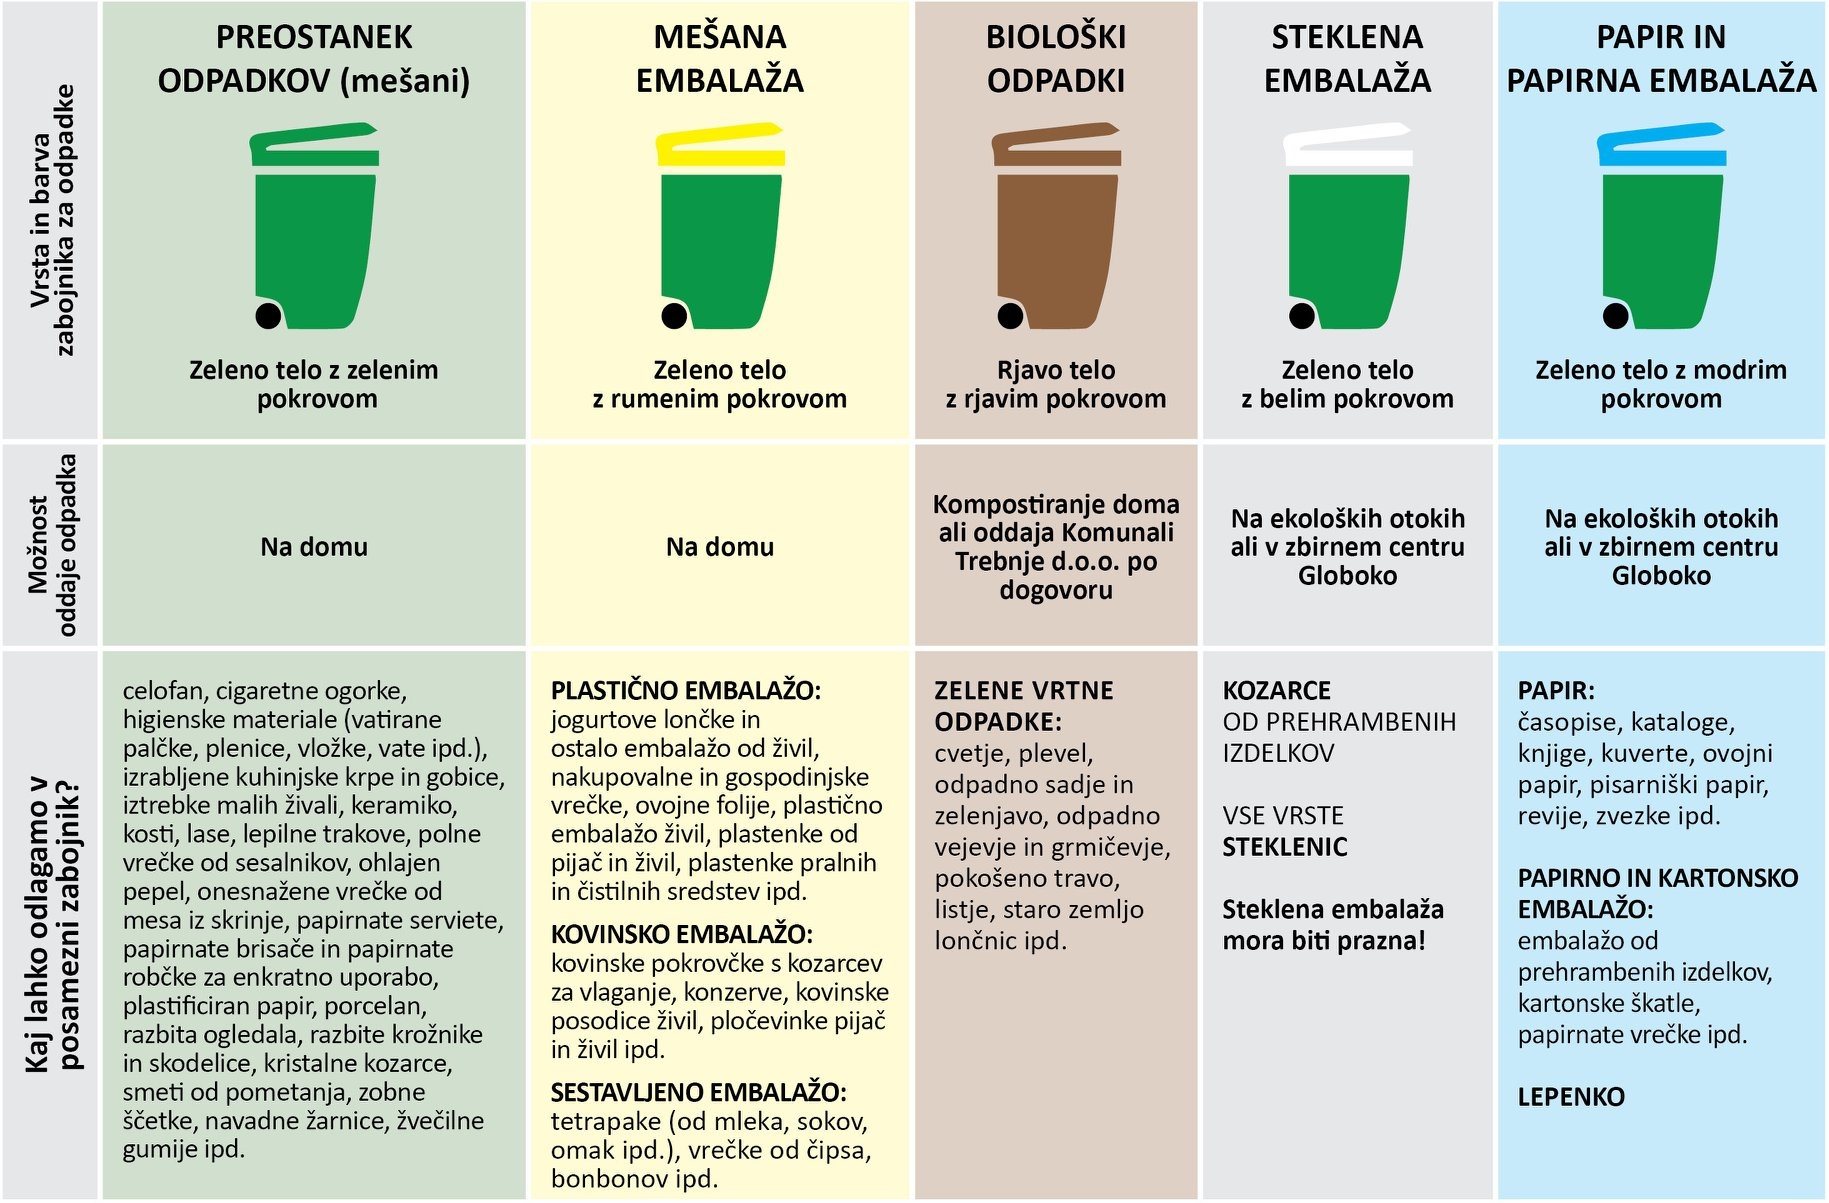 Vrsta in barva
zabojnika za odpadke
PREOSTANEK
ODPADKOV (mešani)
Zeleno telo z zelenim
pokrovom
MEŠANA
EMBALAŽA
Zeleno telo
z rumenim pokrovom
BIOLOŠKI
ODPADKI
Rjavo telo
z rjavim pokrovom
STEKLENA
EMBALAŽA
Zeleno telo
z belim pokrovom
PAPIR IN
PAPIRNA EMBALAŽA
Zeleno telo z modrim
pokrovom
Možnost
oddaje odpadka
Na domu
Na domu
Kompostiranje doma
ali oddaja Komunali
Trebnje d.o.o. po
dogovoru
Na ekoloških otokih
ali v zbirnem centru
Globoko
Na ekoloških otokih
ali v zbirnem centru
Globoko
Kaj lahko odlagamo v
posamezni zabojnik?
celofan, cigaretne ogorke,
higienske materiale (vatirane
palčke, plenice, vložke, vate ipd.),
izrabljene kuhinjske krpe in gobice,
iztrebke malih živali, keramiko,
kosti, lase, lepilne trakove, polne
vrečke od sesalnikov, ohlajen
pepel, onesnažene vrečke od
mesa iz skrinje, papirnate serviete,
papirnate brisače in papirnate
robčke za enkratno uporabo,
plastificiran papir, porcelan,
razbita ogledala, razbite krožnike
in skodelice, kristalne kozarce,
smeti od pometanja, zobne
ščetke, navadne žarnice, žvečilne
gumije ipd.
PLASTIČNO EMBALAŽO:
jogurtove lončke in
ostalo embalažo od živil,
nakupovalne in gospodinjske
vrečke, ovojne folije, plastično
embalažo živil, plastenke od
pijač in živil, plastenke pralnih
in čistilnih sredstev ipd.
KOVINSKO EMBALAŽO:
kovinske pokrovčke s kozarcev
za vlaganje, konzerve, kovinske
posodice živil, pločevinke pijač
in živil ipd.
SESTAVLJENO EMBALAŽO:
tetrapake (od mleka, sokov,
omak ipd.), vrečke od čipsa,
bonbonov ipd.
ZELENE VRTNE
ODPADKE:
cvetje, plevel,
odpadno sadje in
zelenjavo, odpadno
vejevje in grmičevje,
pokošeno travo,
listje, staro zemljo
lončnic ipd.
KOZARCE
OD PREHRAMBENIH
IZDELKOV
VSE VRSTE
STEKLENIC
Steklena embalaža
mora biti prazna!
PAPIR:
časopise, kataloge,
knjige, kuverte, ovojni
papir, pisarniški papir,
revije, zvezke ipd.
PAPIRNO IN KARTONSKO
EMBALAŽO:
embalažo od
prehrambenih izdelkov,
kartonske škatle,
papirnate vrečke ipd.
LEPENKO